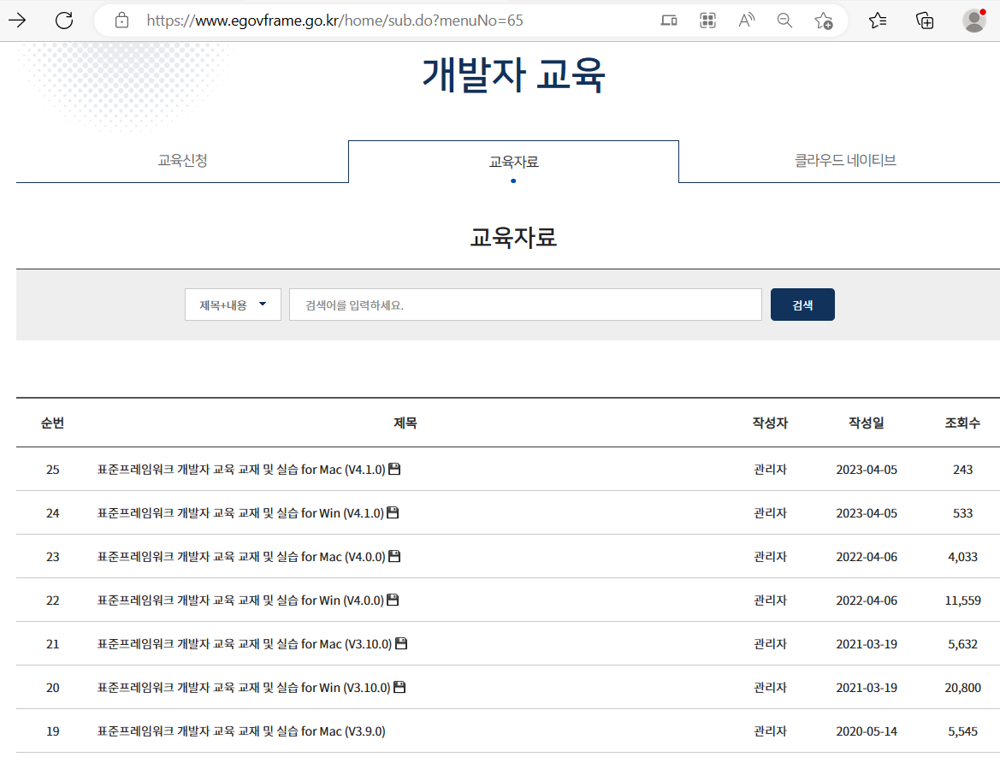 https://www.egovframe.go.kr/home/sub.do?menuNo=65
개발자 교육
교육신청 교육자료 클라우드 네이티브
교육자료
제목+내용 검색어를 입력하세요. 검색
순번 제목 작성자 작성일 조회수
25 표준프레임워크 개발자 교육 교재 및 실습 for Mac (V4.1.0) 관리자 2023-04-05 243
24 표준프레임워크 개발자 교육 교재 및 실습 for Win (V4.1.0) 관리자 2023-04-05 533
23 표준프레임워크 개발자 교육 교재 및 실습 for Mac (V4.0.0) 관리자 2022-04-06 4,033
22 표준프레임워크 개발자 교육 교재 및 실습 for Win (V4.0.0) 관리자 2022-04-06 11,559
21 표준프레임워크 개발자 교육 교재 및 실습 for Mac (V3.10.0) 관리자 2021-03-19 5,632
20 표준프레임워크 개발자 교육 교재 및 실습 for Win (V3.10.0) 관리자 2021-03-19 20,800
19 표준프레임워크 개발자 교육 교재 및 실습 for Mac (V3.9.0) 관리자 2020-05-14 5,545